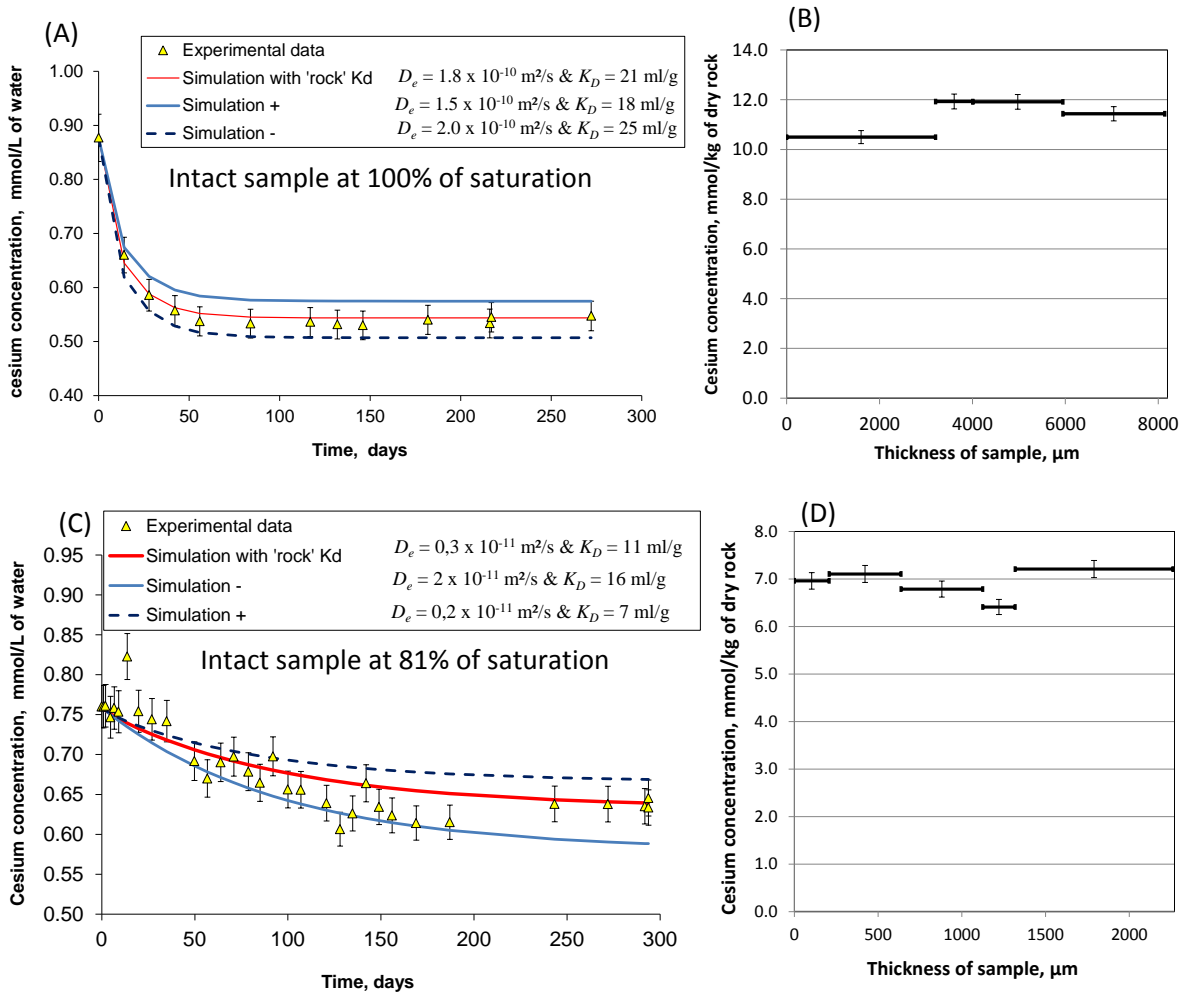 (A)
Experimental data
Simulation with 'rock' Kd Dₑ = 1.8 x 10⁻¹⁰ m²/s & K_D = 21 ml/g
Simulation + Dₑ = 1.5 x 10⁻¹⁰ m²/s & K_D = 18 ml/g
Simulation - Dₑ = 2.0 x 10⁻¹⁰ m²/s & K_D = 25 ml/g
Intact sample at 100% of saturation
cesium concentration, mmol/L of water
1.00
0.90
0.80
0.70
0.60
0.50
0.40
0 50 100 150 200 250 300
Time, days
(B)
Cesium concentration, mmol/kg of dry rock
14.0
12.0
10.0
8.0
6.0
4.0
2.0
0.0
0 2000 4000 6000 8000
Thickness of sample, µm
(C)
Experimental data
Simulation with 'rock' Kd Dₑ = 0,3 x 10⁻¹¹ m²/s & K_D = 11 ml/g
Simulation - Dₑ = 2 x 10⁻¹¹ m²/s & K_D = 16 ml/g
Simulation + Dₑ = 0,2 x 10⁻¹¹ m²/s & K_D = 7 ml/g
Intact sample at 81% of saturation
Cesium concentration, mmol/L of water
0.95
0.90
0.85
0.80
0.75
0.70
0.65
0.60
0.55
0.50
0 50 100 150 200 250 300
Time, days
(D)
Cesium concentration, mmol/kg of dry rock
8.0
7.0
6.0
5.0
4.0
3.0
2.0
1.0
0.0
0 500 1000 1500 2000
Thickness of sample, µm